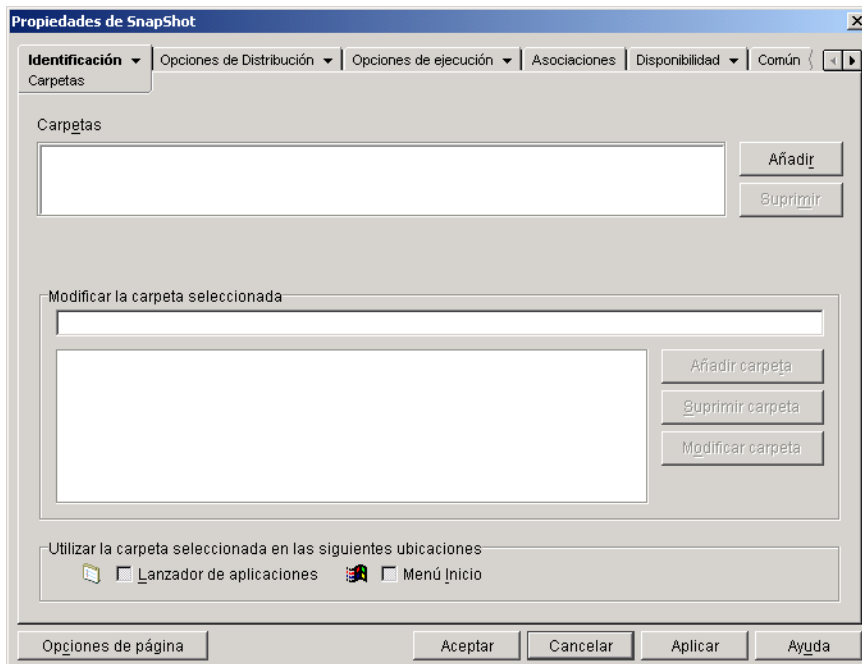 Propiedades de SnapShot
Identificación Opciones de Distribución Opciones de ejecución Asociaciones Disponibilidad Común
Carpetas
Carpetas
Añadir
Suprimir
Modificar la carpeta seleccionada
Añadir carpeta
Suprimir carpeta
Modificar carpeta
Utilizar la carpeta seleccionada en las siguientes ubicaciones
Lanzador de aplicaciones Menú Inicio
Opciones de página Aceptar Cancelar Aplicar Ayuda